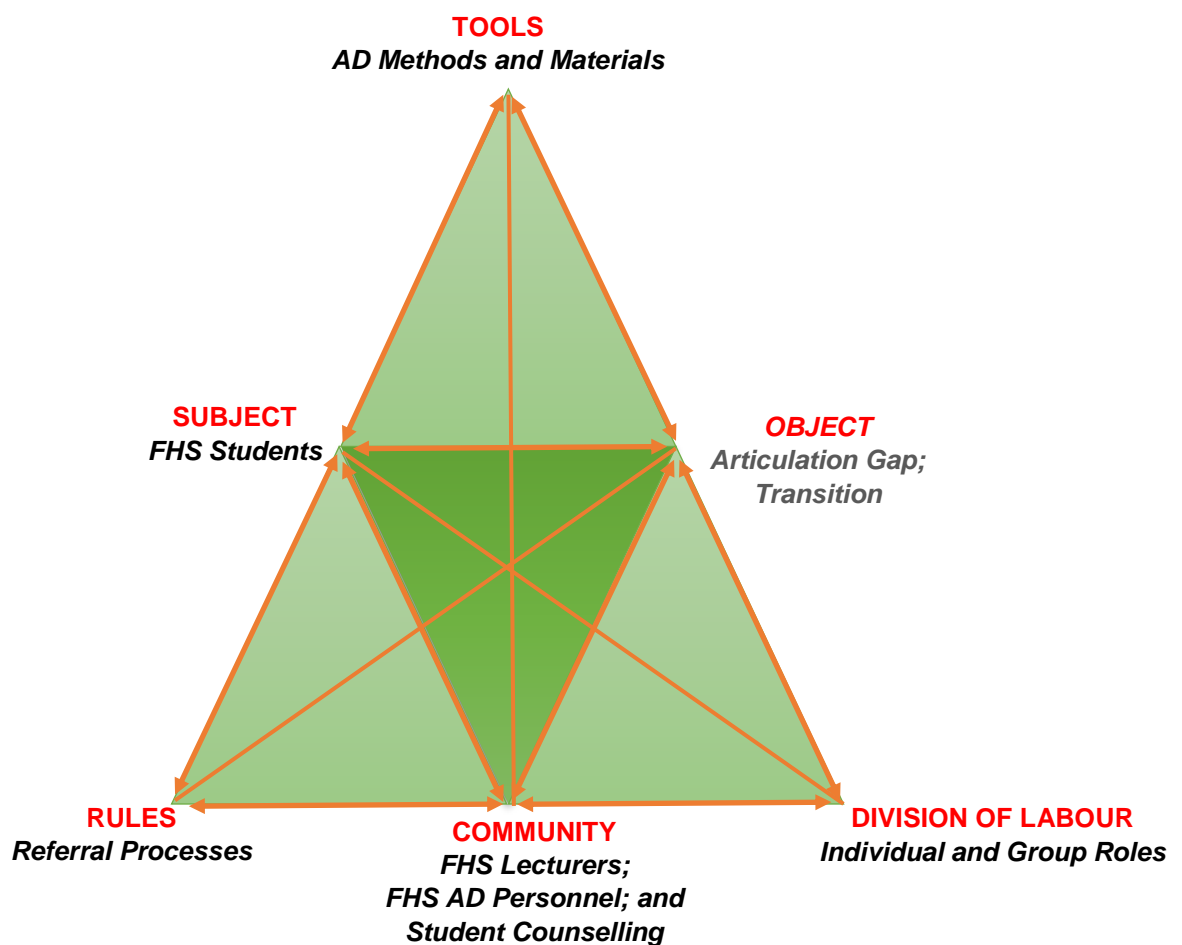 TOOLS
AD Methods and Materials
SUBJECT
FHS Students
OBJECT
Articulation Gap;
Transition
RULES
Referral Processes
COMMUNITY
FHS Lecturers;
FHS AD Personnel; and
Student Counselling
DIVISION OF LABOUR
Individual and Group Roles